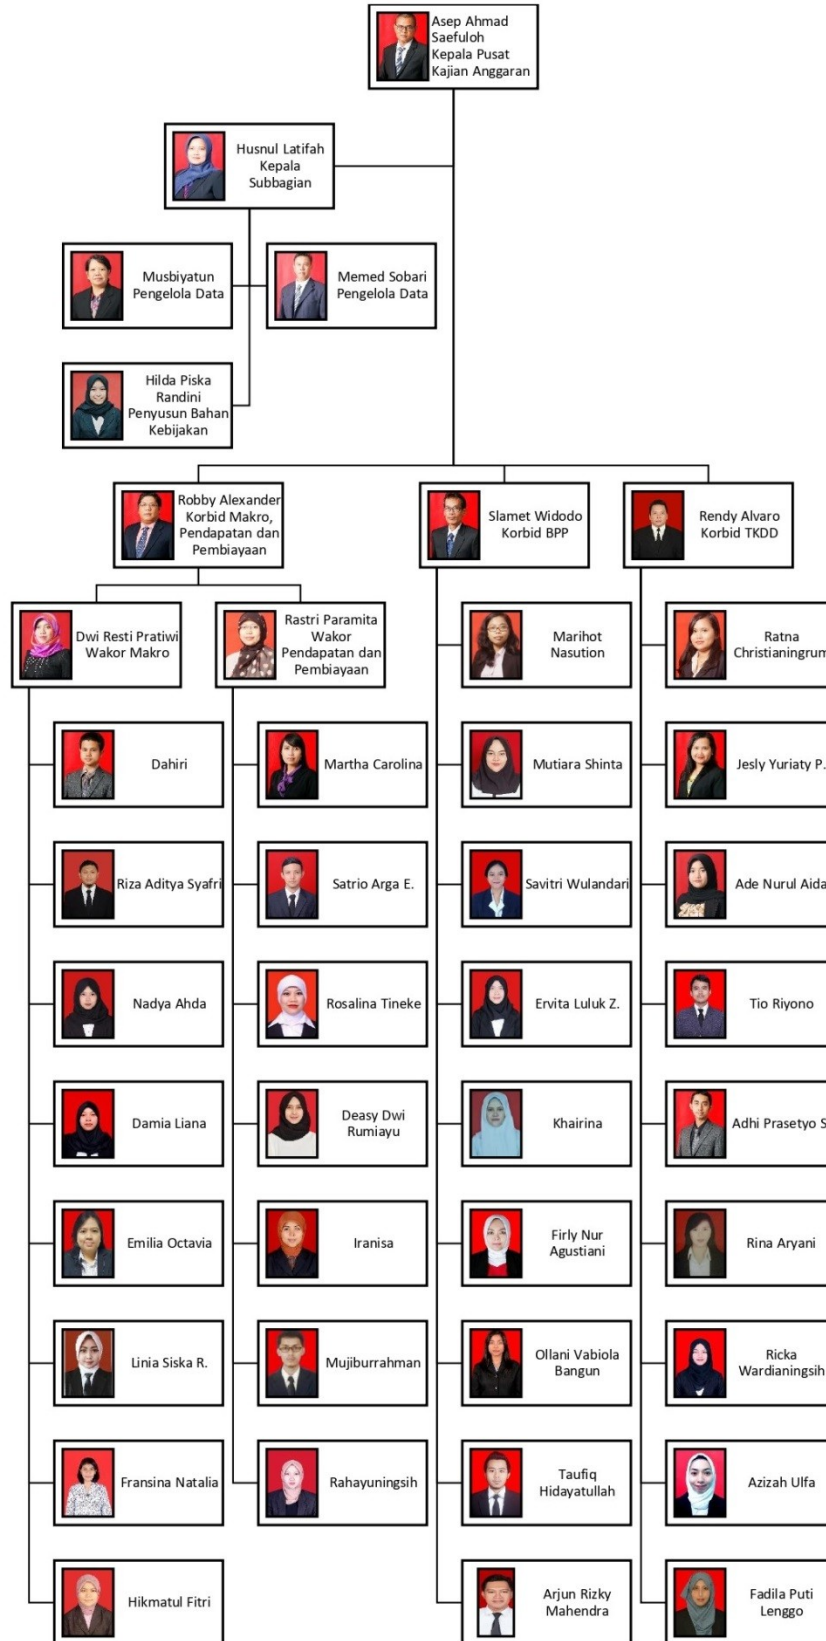 Asep Ahmad
Saefuloh
Kepala Pusat
Kajian Anggaran
Husnul Latifah
Kepala
Subbagian
Musbiyatun
Pengelola Data
Memed Sobari
Pengelola Data
Hilda Piska
Randini
Penyusun Bahan
Kebijakan
Robby Alexander
Korbid Makro,
Pendapatan dan
Pembiayaan
Slamet Widodo
Korbid BPP
Rendy Alvaro
Korbid TKDD
Dwi Resti Pratiwi
Wakor Makro
Rastri Paramita
Wakor
Pendapatan dan
Pembiayaan
Marihot
Nasution
Ratna
Christianingrum
Dahiri
Martha Carolina
Mutiara Shinta
Jesly Yuriaty P.
Riza Aditya Syafri
Satrio Arga E.
Savitri Wulandari
Ade Nurul Aida
Nadya Ahda
Rosalina Tineke
Ervita Luluk Z.
Tio Riyono
Damia Liana
Deasy Dwi
Rumiayu
Khairina
Adhi Prasetyo S
Emilia Octavia
Iranisa
Firly Nur
Agustiani
Rina Aryani
Linia Siska R.
Mujiburrahman
Ollani Vabiola
Bangun
Ricka
Wardianingsih
Fransina Natalia
Rahayuningsih
Taufiq
Hidayatullah
Azizah Ulfa
Hikmatul Fitri
Arjun Rizky
Mahendra
Fadila Puti
Lenggo